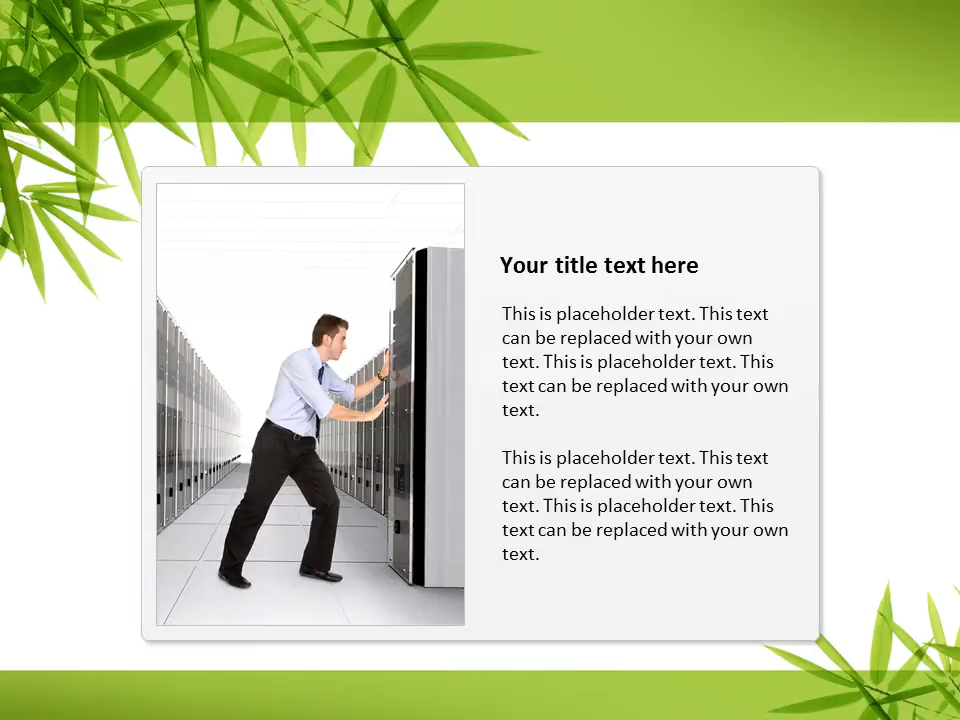 Your title text here
This is placeholder text. This text
can be replaced with your own
text. This is placeholder text. This
text can be replaced with your own
text.
This is placeholder text. This text
can be replaced with your own
text. This is placeholder text. This
text can be replaced with your own
text.